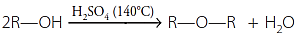 2R—OH H₂SO₄ (140°C) → R—O—R + H₂O